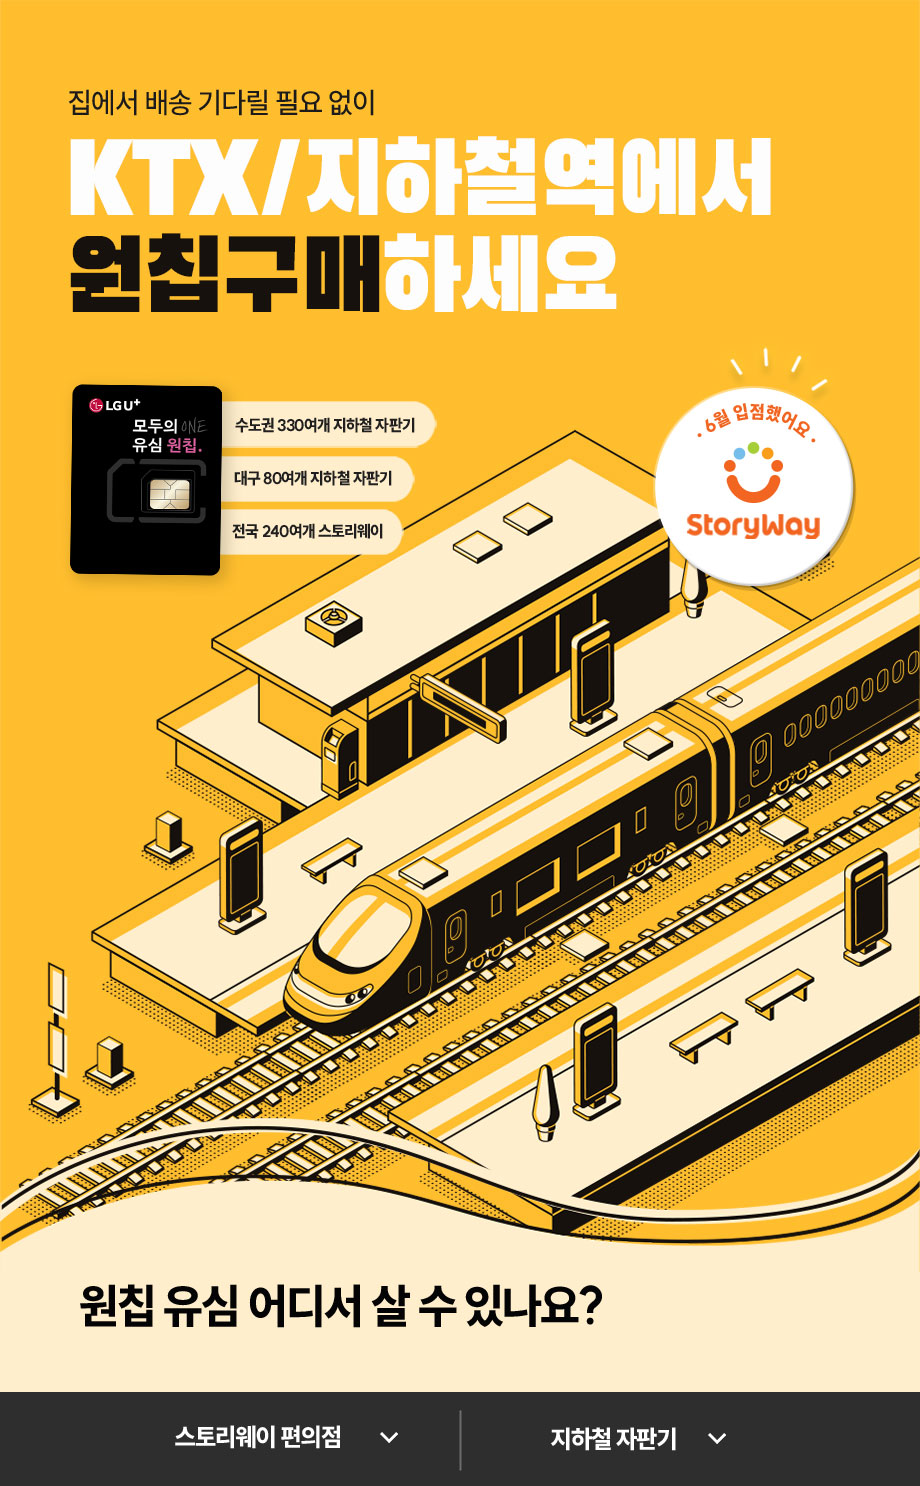 집에서 배송 기다릴 필요 없이
KTX/지하철역에서
원칩구매하세요
LG U+
모두의 ONE
유심 원칩.
수도권 330여개 지하철 자판기
대구 80여개 지하철 자판기
전국 240여개 스토리웨이
· 6월 입점했어요 ·
StoryWay
원칩 유심 어디서 살 수 있나요?
스토리웨이 편의점
지하철 자판기